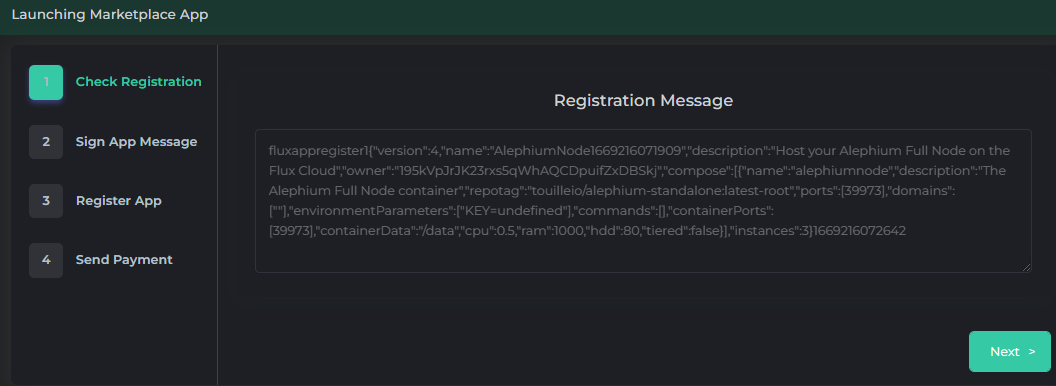 Launching Marketplace App
1 Check Registration
2 Sign App Message
3 Register App
4 Send Payment
Registration Message
fluxappregister1{"version":4,"name":"AlephiumNode1669216071909","description":"Host your Alephium Full Node on the
Flux Cloud","owner":"195kVpJrJK23rxs5qWhAQCDpuifZxDBSkj","compose":[{"name":"alephiumnode","description":"The
Alephium Full Node container","repotag":"touilleio/alephium-standalone:latest-root","ports":[39973],"domains":
[""],"environmentParameters":["KEY=undefined"],"commands":[],"containerPorts":
[39973],"containerData":"/data","cpu":0.5,"ram":1000,"hdd":80,"tiered":false}],"instances":3}1669216072642
Next >